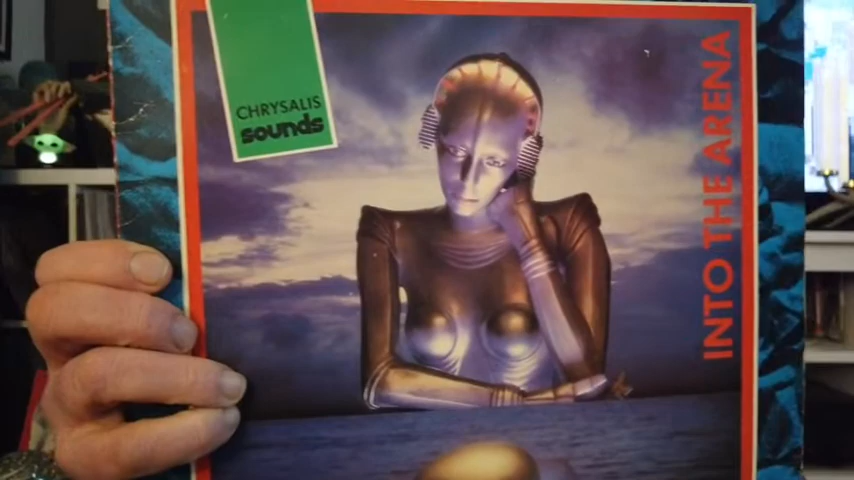 CHRYSALIS
sounds
INTO THE ARENA